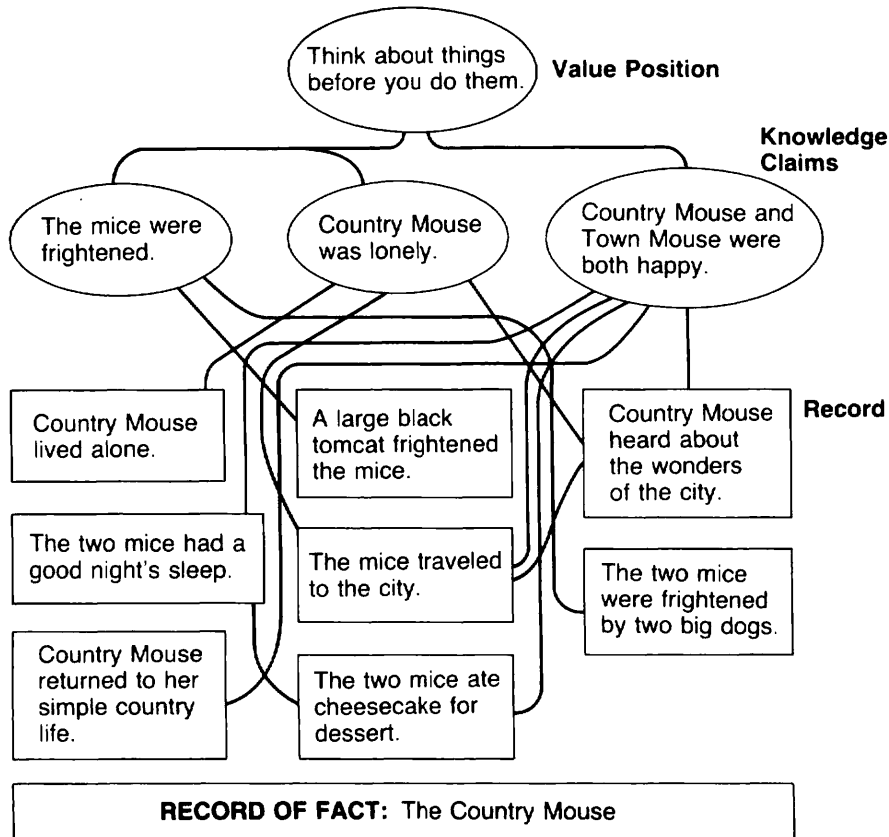 Think about things
before you do them.
Value Position
Knowledge
Claims
The mice were
frightened.
Country Mouse
was lonely.
Country Mouse and
Town Mouse were
both happy.
Country Mouse
lived alone.
A large black
tomcat frightened
the mice.
Country Mouse
heard about
the wonders
of the city.
Record
The two mice had a
good night's sleep.
The mice traveled
to the city.
The two mice
were frightened
by two big dogs.
Country Mouse
returned to her
simple country
life.
The two mice ate
cheesecake for
dessert.
RECORD OF FACT: The Country Mouse